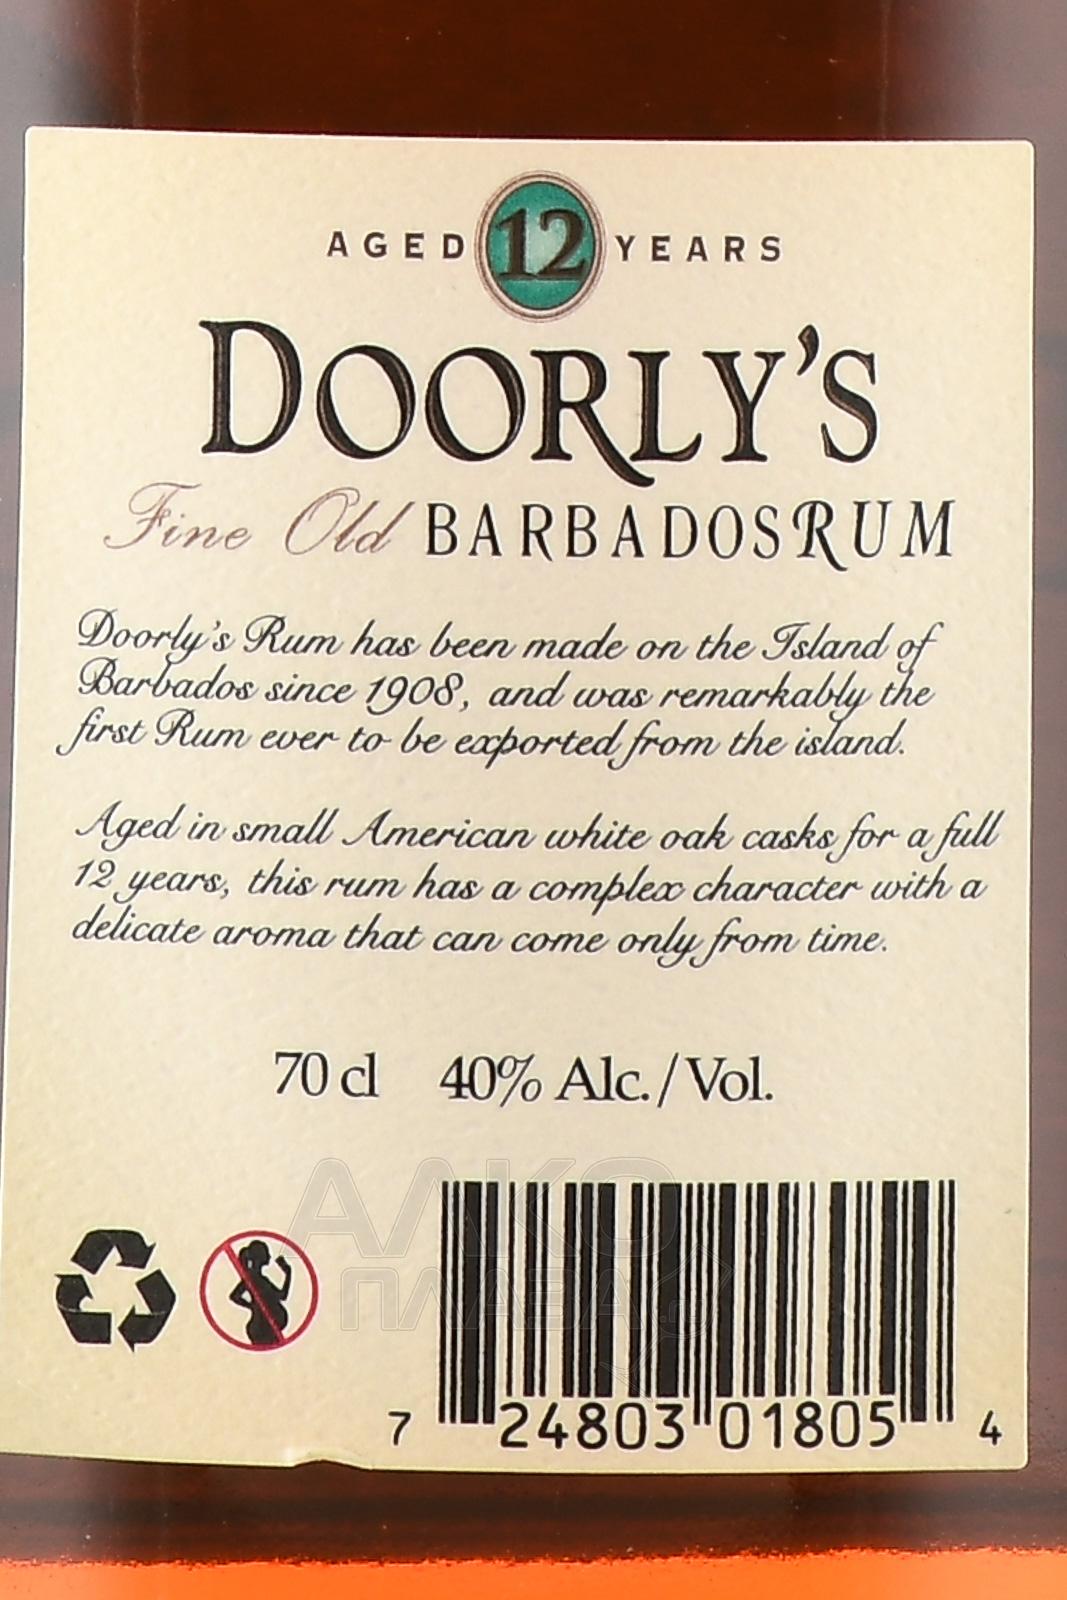 AGED 12 YEARS
DOORLY'S
Fine Old BARBADOS RUM
Doorly's Rum has been made on the Island of
Barbados since 1908, and was remarkably the
first Rum ever to be exported from the island.
Aged in small American white oak casks for a full
12 years, this rum has a complex character with a
delicate aroma that can come only from time.
70 cl 40% Alc./Vol.
АЛКО
ПЛАЗА
7 24803 01805 4